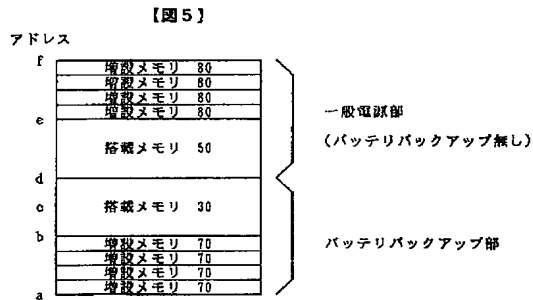 【図5】
アドレス
f
増設メモリ 80
増設メモリ 80
増設メモリ 80
増設メモリ 80
e
搭載メモリ 50
一般電源部
(バッテリバックアップ無し)
d
c
搭載メモリ 30
b
増設メモリ 70
増設メモリ 70
増設メモリ 70
増設メモリ 70
バッテリバックアップ部
a